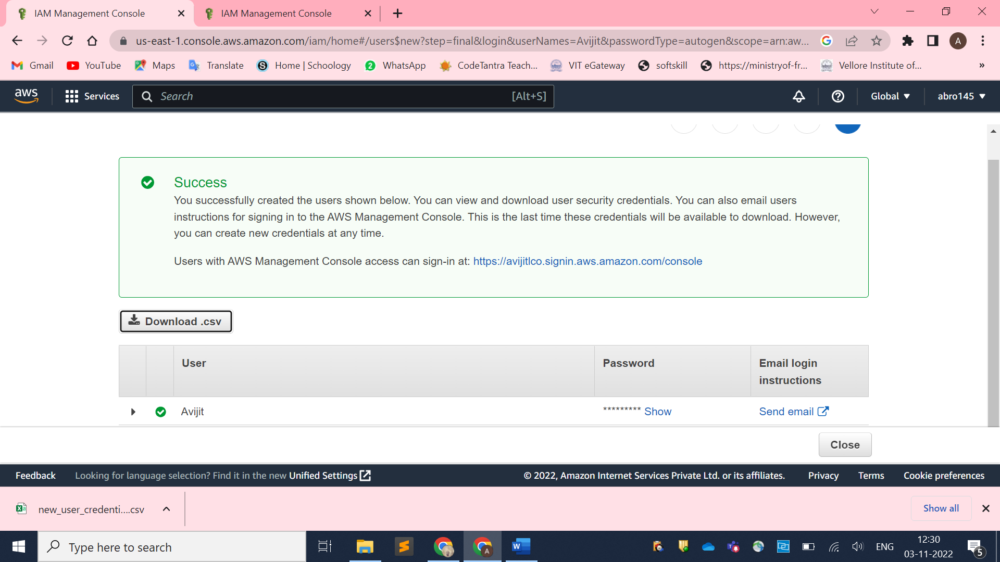 IAM Management Console
IAM Management Console
us-east-1.console.aws.amazon.com/iam/home#/users$new?step=final&login&userNames=Avijit&passwordType=autogen&scope=arn:aw...
G
A
Gmail
YouTube
Maps
Translate
S Home | Schoology
2 WhatsApp
CodeTantra Teach...
VIT eGateway
softskill
https://ministryof-fr...
Vellore Institute of...
»
aws
Services
Search
[Alt+S]
Global
abro145
Success
You successfully created the users shown below. You can view and download user security credentials. You can also email users
instructions for signing in to the AWS Management Console. This is the last time these credentials will be available to download. However,
you can create new credentials at any time.
Users with AWS Management Console access can sign-in at: https://avijitlco.signin.aws.amazon.com/console
Download .csv
User
Password
Email login
instructions
Avijit
********* Show
Send email
Close
Feedback
Looking for language selection? Find it in the new Unified Settings
© 2022, Amazon Internet Services Private Ltd. or its affiliates.
Privacy
Terms
Cookie preferences
new_user_credenti....csv
Show all
Type here to search
A
W
ENG
12:30
03-11-2022
5